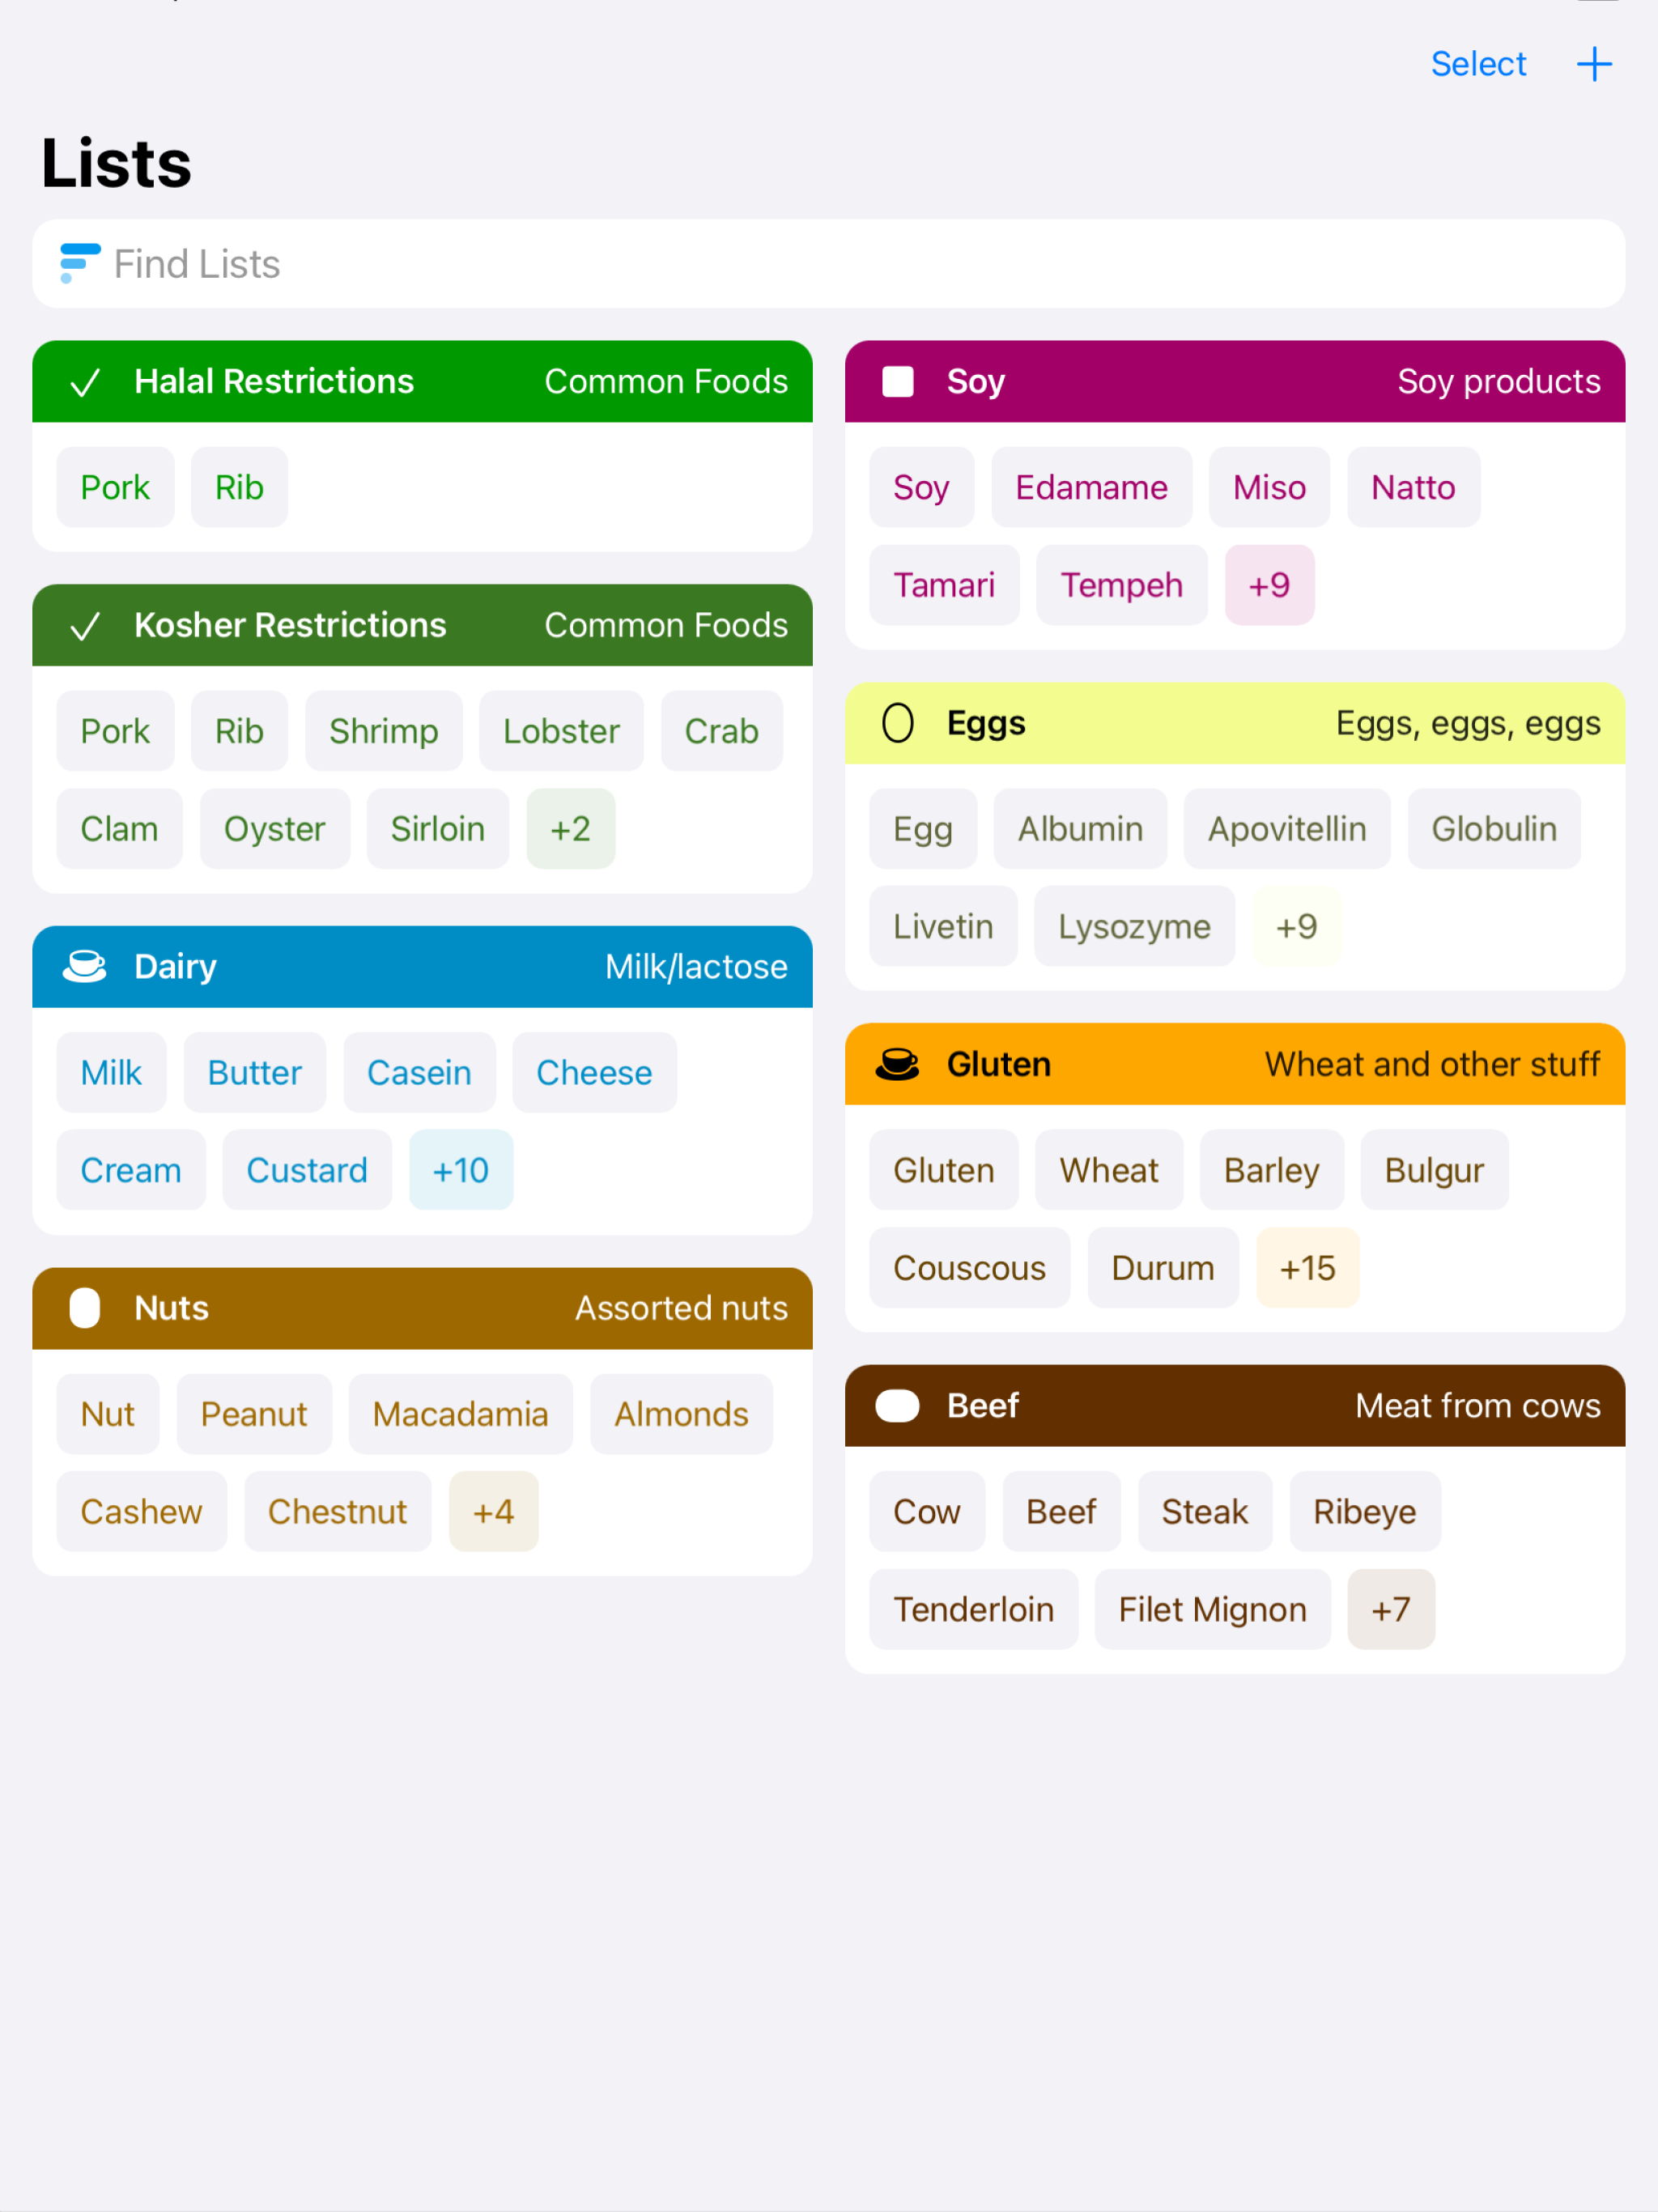 Select +
Lists
Find Lists
Halal Restrictions Common Foods
Pork Rib
Kosher Restrictions Common Foods
Pork Rib Shrimp Lobster Crab
Clam Oyster Sirloin +2
Dairy Milk/lactose
Milk Butter Casein Cheese
Cream Custard +10
Nuts Assorted nuts
Nut Peanut Macadamia Almonds
Cashew Chestnut +4
Soy Soy products
Soy Edamame Miso Natto
Tamari Tempeh +9
Eggs Eggs, eggs, eggs
Egg Albumin Apovitellin Globulin
Livetin Lysozyme +9
Gluten Wheat and other stuff
Gluten Wheat Barley Bulgur
Couscous Durum +15
Beef Meat from cows
Cow Beef Steak Ribeye
Tenderloin Filet Mignon +7